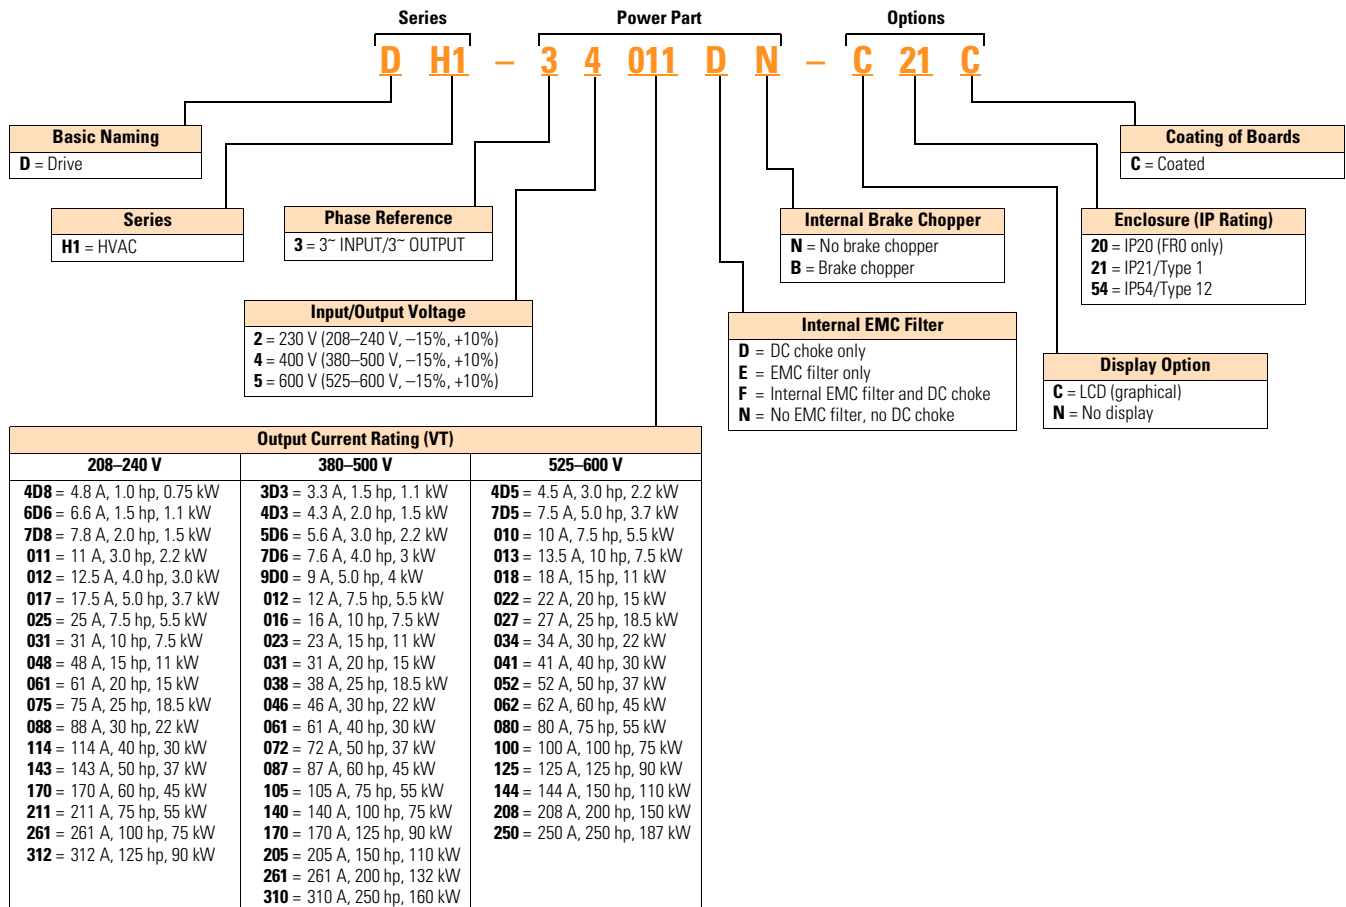 Series Power Part Options
D H1 – 3 4 011 D N – C 21 C
Basic Naming
D = Drive
Series
H1 = HVAC
Phase Reference
3 = 3~ INPUT/3~ OUTPUT
Input/Output Voltage
2 = 230 V (208–240 V, –15%, +10%)
4 = 400 V (380–500 V, –15%, +10%)
5 = 600 V (525–600 V, –15%, +10%)
Internal Brake Chopper
N = No brake chopper
B = Brake chopper
Internal EMC Filter
D = DC choke only
E = EMC filter only
F = Internal EMC filter and DC choke
N = No EMC filter, no DC choke
Coating of Boards
C = Coated
Enclosure (IP Rating)
20 = IP20 (FR0 only)
21 = IP21/Type 1
54 = IP54/Type 12
Display Option
C = LCD (graphical)
N = No display
Output Current Rating (VT)
208–240 V
4D8 = 4.8 A, 1.0 hp, 0.75 kW
6D6 = 6.6 A, 1.5 hp, 1.1 kW
7D8 = 7.8 A, 2.0 hp, 1.5 kW
011 = 11 A, 3.0 hp, 2.2 kW
012 = 12.5 A, 4.0 hp, 3.0 kW
017 = 17.5 A, 5.0 hp, 3.7 kW
025 = 25 A, 7.5 hp, 5.5 kW
031 = 31 A, 10 hp, 7.5 kW
048 = 48 A, 15 hp, 11 kW
061 = 61 A, 20 hp, 15 kW
075 = 75 A, 25 hp, 18.5 kW
088 = 88 A, 30 hp, 22 kW
114 = 114 A, 40 hp, 30 kW
143 = 143 A, 50 hp, 37 kW
170 = 170 A, 60 hp, 45 kW
211 = 211 A, 75 hp, 55 kW
261 = 261 A, 100 hp, 75 kW
312 = 312 A, 125 hp, 90 kW
380–500 V
3D3 = 3.3 A, 1.5 hp, 1.1 kW
4D3 = 4.3 A, 2.0 hp, 1.5 kW
5D6 = 5.6 A, 3.0 hp, 2.2 kW
7D6 = 7.6 A, 4.0 hp, 3 kW
9D0 = 9 A, 5.0 hp, 4 kW
012 = 12 A, 7.5 hp, 5.5 kW
016 = 16 A, 10 hp, 7.5 kW
023 = 23 A, 15 hp, 11 kW
031 = 31 A, 20 hp, 15 kW
038 = 38 A, 25 hp, 18.5 kW
046 = 46 A, 30 hp, 22 kW
061 = 61 A, 40 hp, 30 kW
072 = 72 A, 50 hp, 37 kW
087 = 87 A, 60 hp, 45 kW
105 = 105 A, 75 hp, 55 kW
140 = 140 A, 100 hp, 75 kW
170 = 170 A, 125 hp, 90 kW
205 = 205 A, 150 hp, 110 kW
261 = 261 A, 200 hp, 132 kW
310 = 310 A, 250 hp, 160 kW
525–600 V
4D5 = 4.5 A, 3.0 hp, 2.2 kW
7D5 = 7.5 A, 5.0 hp, 3.7 kW
010 = 10 A, 7.5 hp, 5.5 kW
013 = 13.5 A, 10 hp, 7.5 kW
018 = 18 A, 15 hp, 11 kW
022 = 22 A, 20 hp, 15 kW
027 = 27 A, 25 hp, 18.5 kW
034 = 34 A, 30 hp, 22 kW
041 = 41 A, 40 hp, 30 kW
052 = 52 A, 50 hp, 37 kW
062 = 62 A, 60 hp, 45 kW
080 = 80 A, 75 hp, 55 kW
100 = 100 A, 100 hp, 75 kW
125 = 125 A, 125 hp, 90 kW
144 = 144 A, 150 hp, 110 kW
208 = 208 A, 200 hp, 150 kW
250 = 250 A, 250 hp, 187 kW